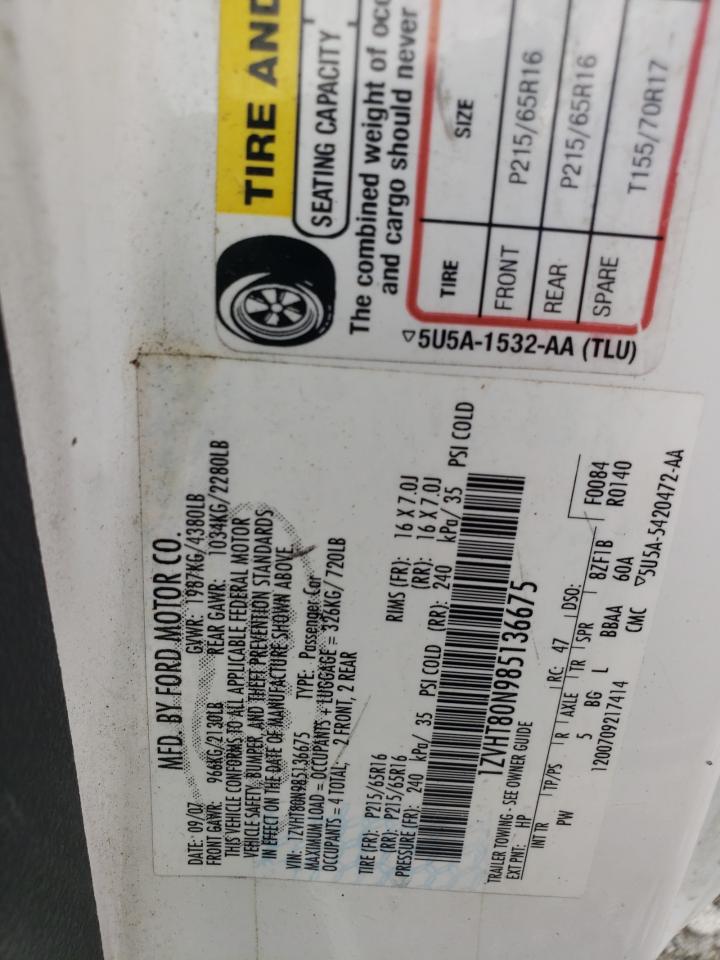 TIRE AND
SEATING CAPACITY
The combined weight of occ
and cargo should never
TIRE SIZE
FRONT P215/65R16
REAR P215/65R16
SPARE T155/70R17
5U5A-1532-AA (TLU)
MFD. BY FORD MOTOR CO.
DATE: 09/07 GVWR: 1987KG/4380LB
FRONT GAWR: 966KG/2130LB REAR GAWR: 1034KG/2280LB
THIS VEHICLE CONFORMS TO ALL APPLICABLE FEDERAL MOTOR
VEHICLE SAFETY, BUMPER, AND THEFT PREVENTION STANDARDS
IN EFFECT ON THE DATE OF MANUFACTURE SHOWN ABOVE.
VIN: 1ZVHT80N985136675 TYPE: Passenger Car
MAXIMUM LOAD = OCCUPANTS + LUGGAGE = 326KG/ 720LB
OCCUPANTS = 4 TOTAL; 2 FRONT, 2 REAR
TIRE (FR): P215/65R16 RIMS (FR): 16 X 7.0J
(RR): P215/65R16 (RR): 16 X 7.0J
PRESSURE (FR): 240 kPa/ 35 PSI COLD (RR): 240 kPa/ 35 PSI COLD
1ZVHT80N985136675
TRAILER TOWING - SEE OWNER GUIDE
EXT PNT: HP RC: 47 DSO: F0084
INT TR TP/PS R AXLE TR SPR 8ZF1B R0140
PW 5 BG L BBAA 60A
1200709217414 CMC 5U5A-5420472-AA